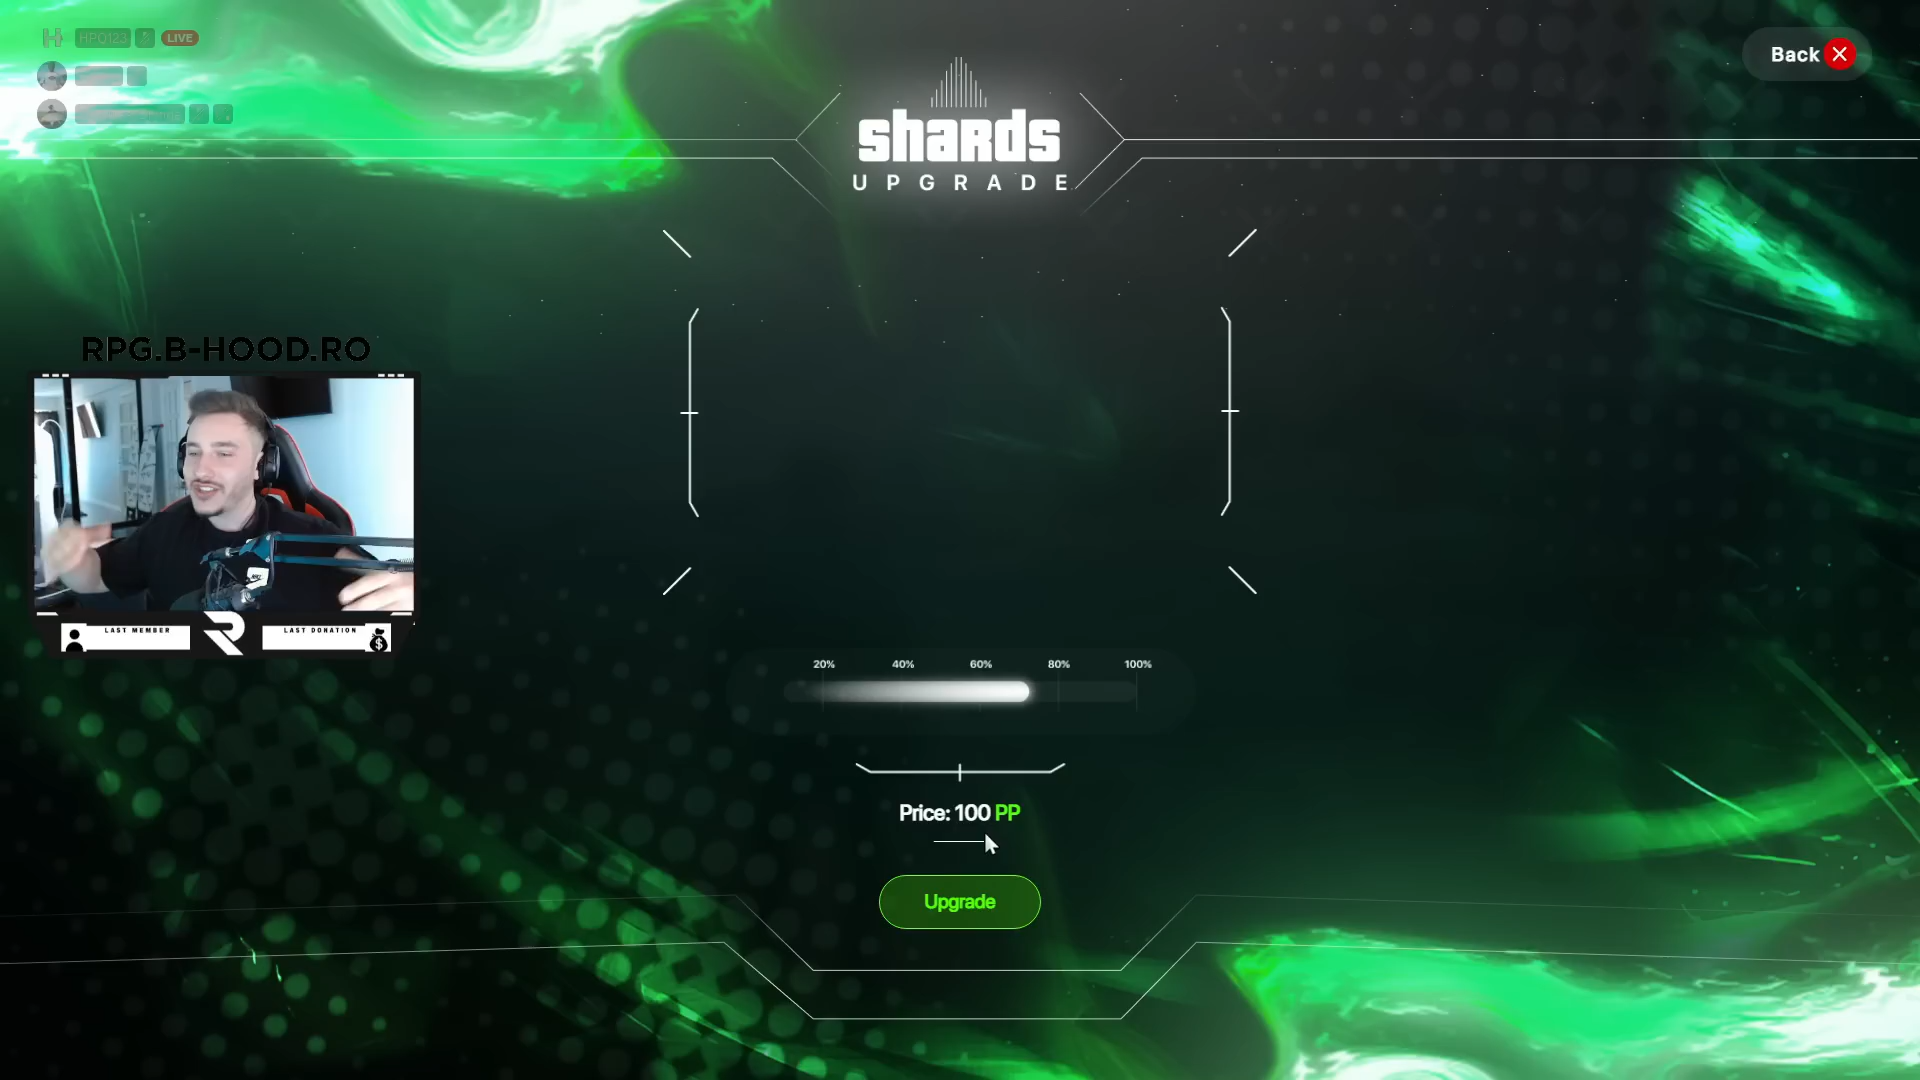 HPQ123 LIVE
Back
shards
UPGRADE
RPG.B-HOOD.RO
LAST MEMBER
LAST DONATION
20% 40% 60% 80% 100%
Price: 100 PP
Upgrade